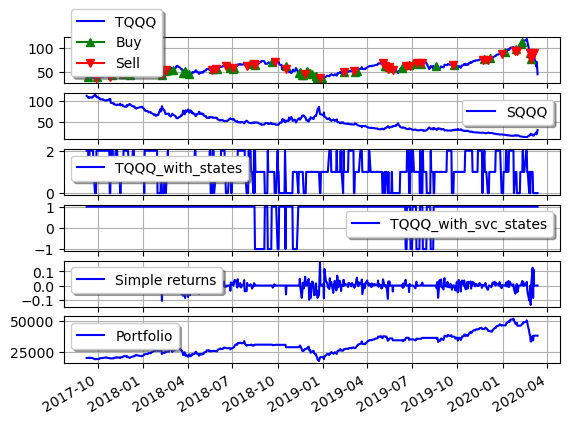 TQQQ
Buy
Sell
100
50
100
50
SQQQ
2
0
TQQQ_with_states
1
0
−1
TQQQ_with_svc_states
0.1
0.0
−0.1
Simple returns
50000
25000
Portfolio
2017-10 2018-01 2018-04 2018-07 2018-10 2019-01 2019-04 2019-07 2019-10 2020-01 2020-04